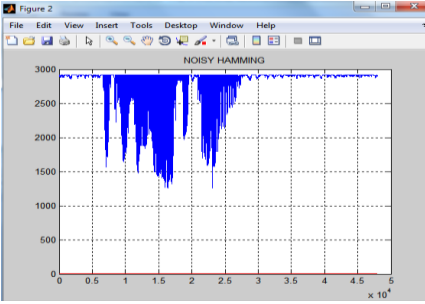 Figure 2
File Edit View Insert Tools Desktop Window Help
NOISY HAMMING
3000
2500
2000
1500
1000
500
0
0 0.5 1 1.5 2 2.5 3 3.5 4 4.5 5
x 10^4